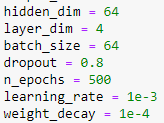 hidden_dim = 64
layer_dim = 4
batch_size = 64
dropout = 0.8
n_epochs = 500
learning_rate = 1e-3
weight_decay = 1e-4